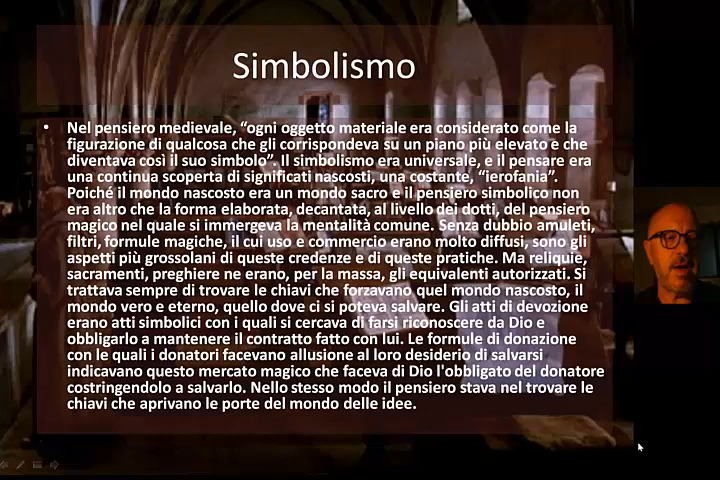 Simbolismo
• Nel pensiero medievale, “ogni oggetto materiale era considerato come la
figurazione di qualcosa che gli corrispondeva su un piano più elevato e che
diventava così il suo simbolo”. Il simbolismo era universale, e il pensare era
una continua scoperta di significati nascosti, una costante, “ierofania”.
Poiché il mondo nascosto era un mondo sacro e il pensiero simbolico non
era altro che la forma elaborata, decantata, al livello dei dotti, del pensiero
magico nel quale si immergeva la mentalità comune. Senza dubbio amuleti,
filtri, formule magiche, il cui uso e commercio erano molto diffusi, sono gli
aspetti più grossolani di queste credenze e di queste pratiche. Ma reliquie,
sacramenti, preghiere ne erano, per la massa, gli equivalenti autorizzati. Si
trattava sempre di trovare le chiavi che forzavano quel mondo nascosto, il
mondo vero e eterno, quello dove ci si poteva salvare. Gli atti di devozione
erano atti simbolici con i quali si cercava di farsi riconoscere da Dio e
obbligarlo a mantenere il contratto fatto con lui. Le formule di donazione
con le quali i donatori facevano allusione al loro desiderio di salvarsi
indicavano questo mercato magico che faceva di Dio l'obbligato del donatore
costringendolo a salvarlo. Nello stesso modo il pensiero stava nel trovare le
chiavi che aprivano le porte del mondo delle idee.